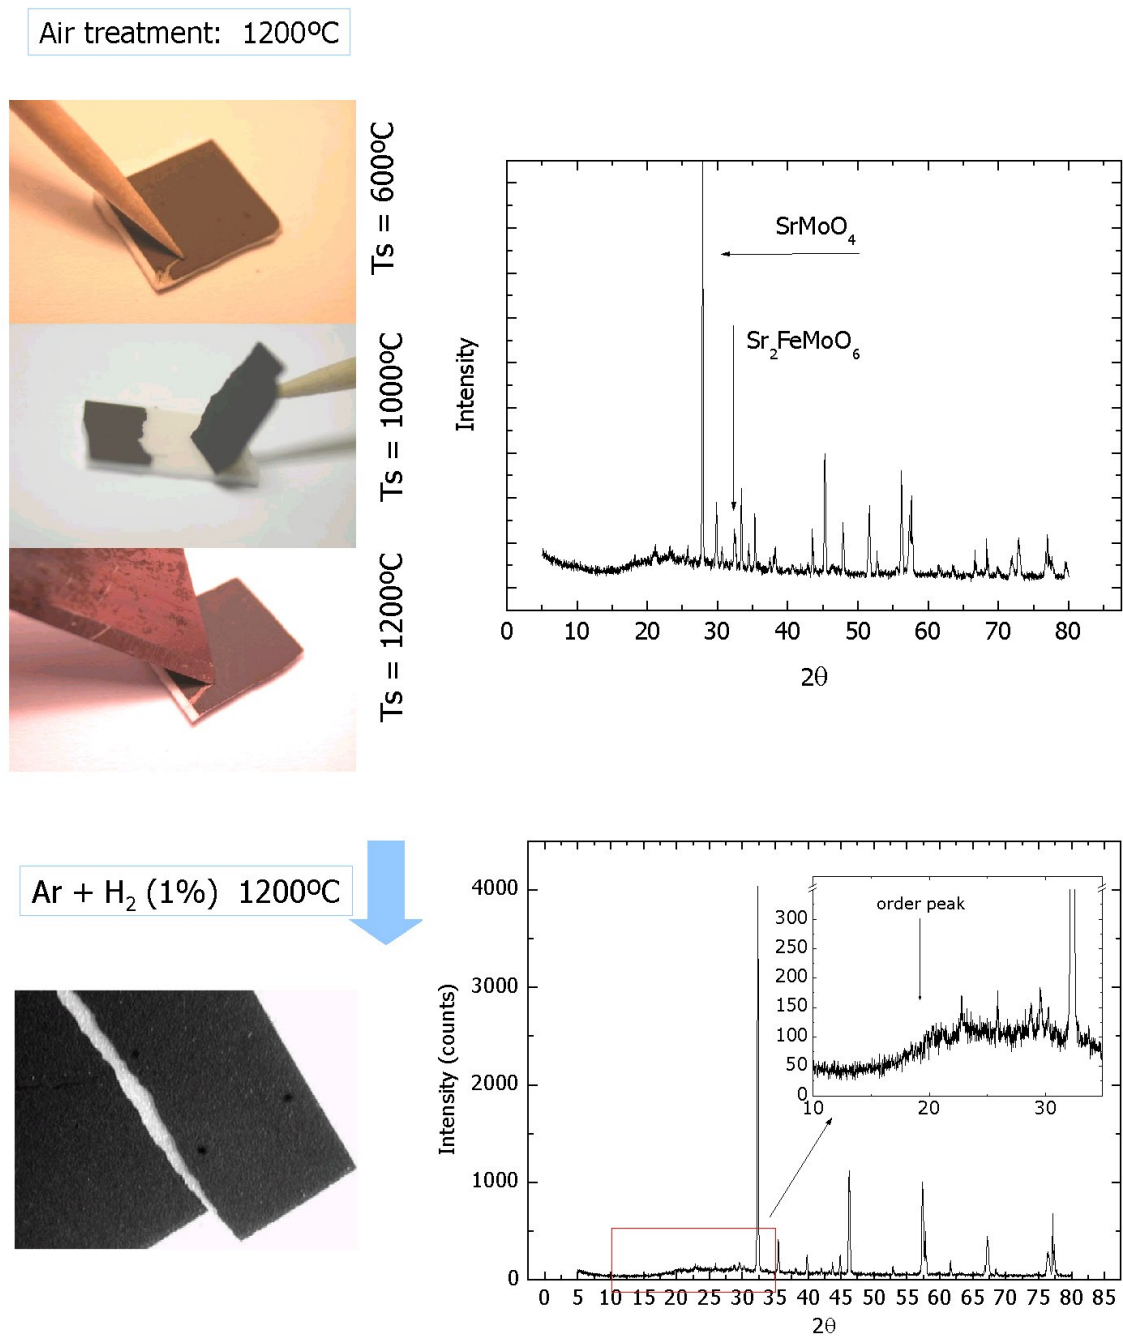 Air treatment: 1200ºC
Ts = 600ºC
Ts = 1000ºC
Ts = 1200ºC
SrMoO4
Sr2FeMoO6
Intensity
0 10 20 30 40 50 60 70 80
2θ
Ar + H2 (1%) 1200ºC
4000
3000
2000
1000
0
Intensity (counts)
order peak
300
250
200
150
100
50
0
10 20 30
0 5 10 15 20 25 30 35 40 45 50 55 60 65 70 75 80 85
2θ